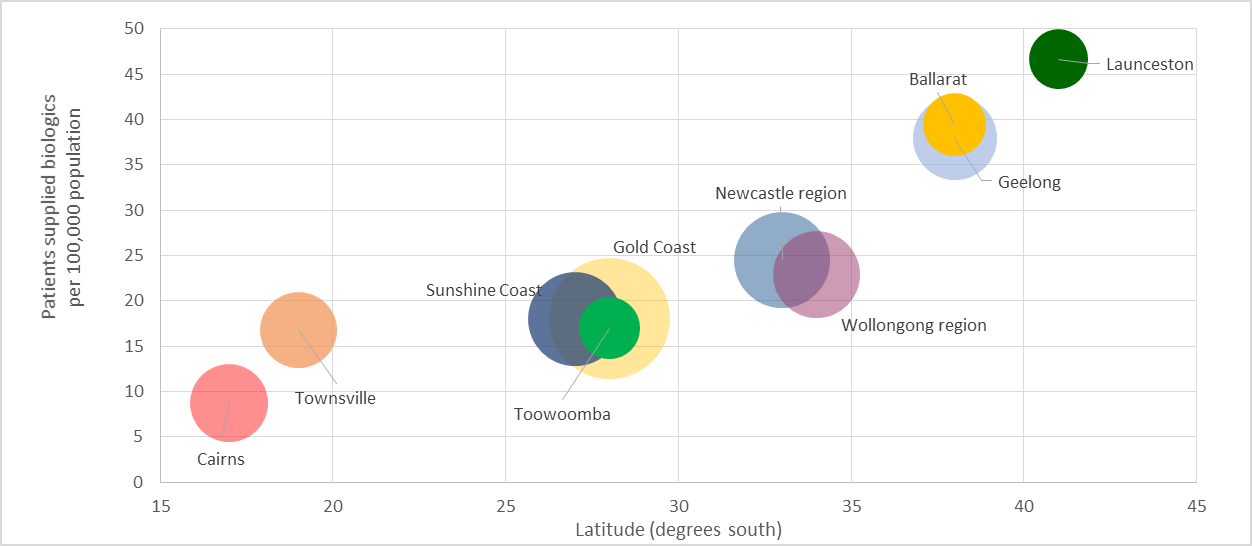 50
45
40
35
30
25
20
15
10
5
0
Patients supplied biologics
per 100,000 population
Launceston
Ballarat
Geelong
Newcastle region
Gold Coast
Sunshine Coast
Wollongong region
Townsville
Toowoomba
Cairns
15 20 25 30 35 40 45
Latitude (degrees south)